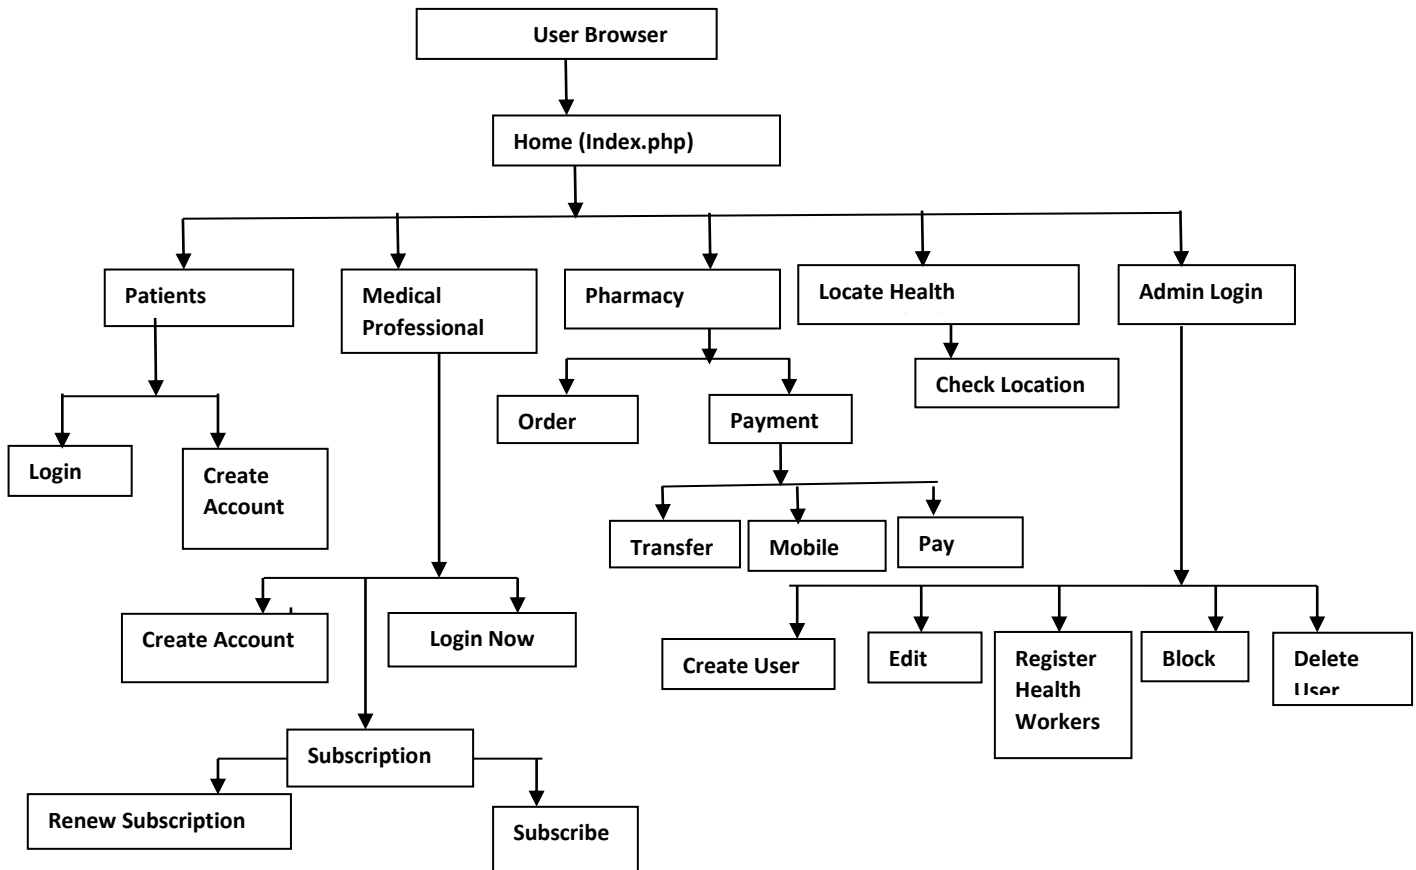 User Browser
Home (Index.php)
Patients
Medical
Professional
Pharmacy
Locate Health
Admin Login
Check Location
Order
Payment
Login
Create
Account
Transfer
Mobile
Pay
Create Account
Login Now
Create User
Edit
Register
Health
Workers
Block
Delete
User
Subscription
Renew Subscription
Subscribe